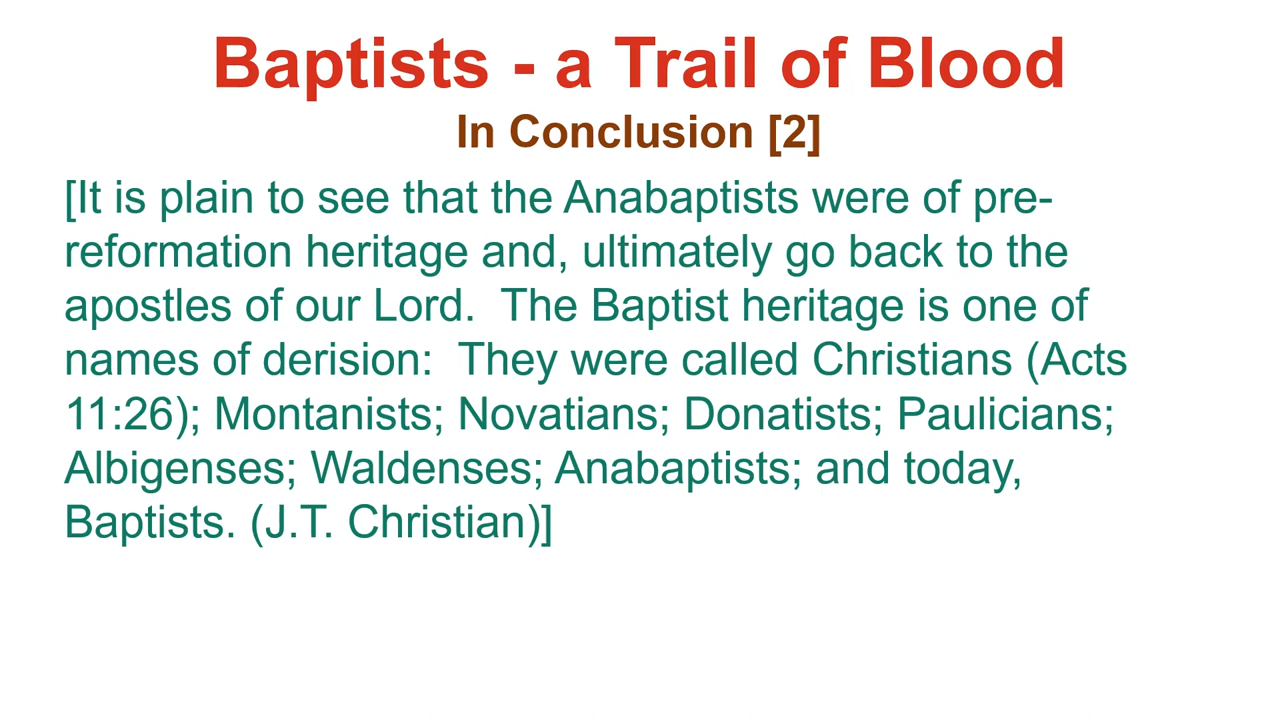 Baptists - a Trail of Blood
In Conclusion [2]
[It is plain to see that the Anabaptists were of pre-
reformation heritage and, ultimately go back to the
apostles of our Lord.  The Baptist heritage is one of
names of derision:  They were called Christians (Acts
11:26); Montanists; Novatians; Donatists; Paulicians;
Albigenses; Waldenses; Anabaptists; and today,
Baptists. (J.T. Christian)]